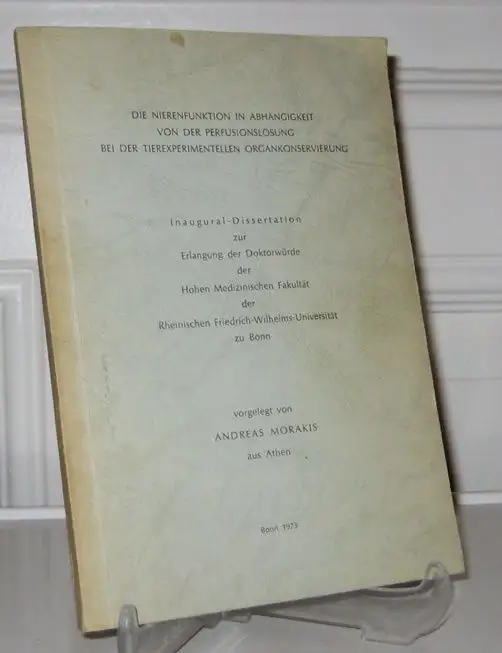 DIE NIERENFUNKTION IN ABHÄNGIGKEIT
VON DER PERFUSIONSLÖSUNG
BEI DER TIEREXPERIMENTELLEN ORGANKONSERVIERUNG
Inaugural-Dissertation
zur
Erlangung der Doktorwürde
der
Hohen Medizinischen Fakultät
der
Rheinischen Friedrich-Wilhelms-Universität
zu Bonn
vorgelegt von
ANDREAS MORAKIS
aus Athen
Bonn 1973